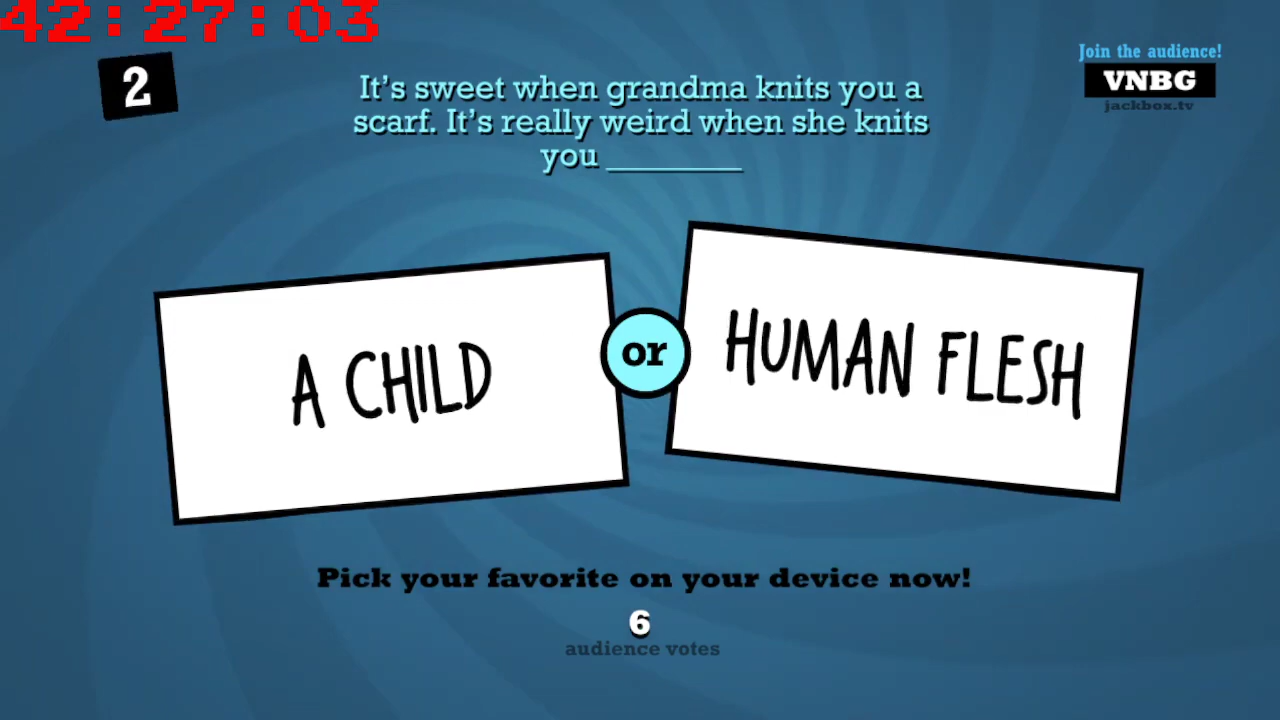 42:27:03
2
Join the audience!
VNBG
jackbox.tv
It's sweet when grandma knits you a
scarf. It's really weird when she knits
you ________
A CHILD
or
HUMAN FLESH
Pick your favorite on your device now!
6
audience votes